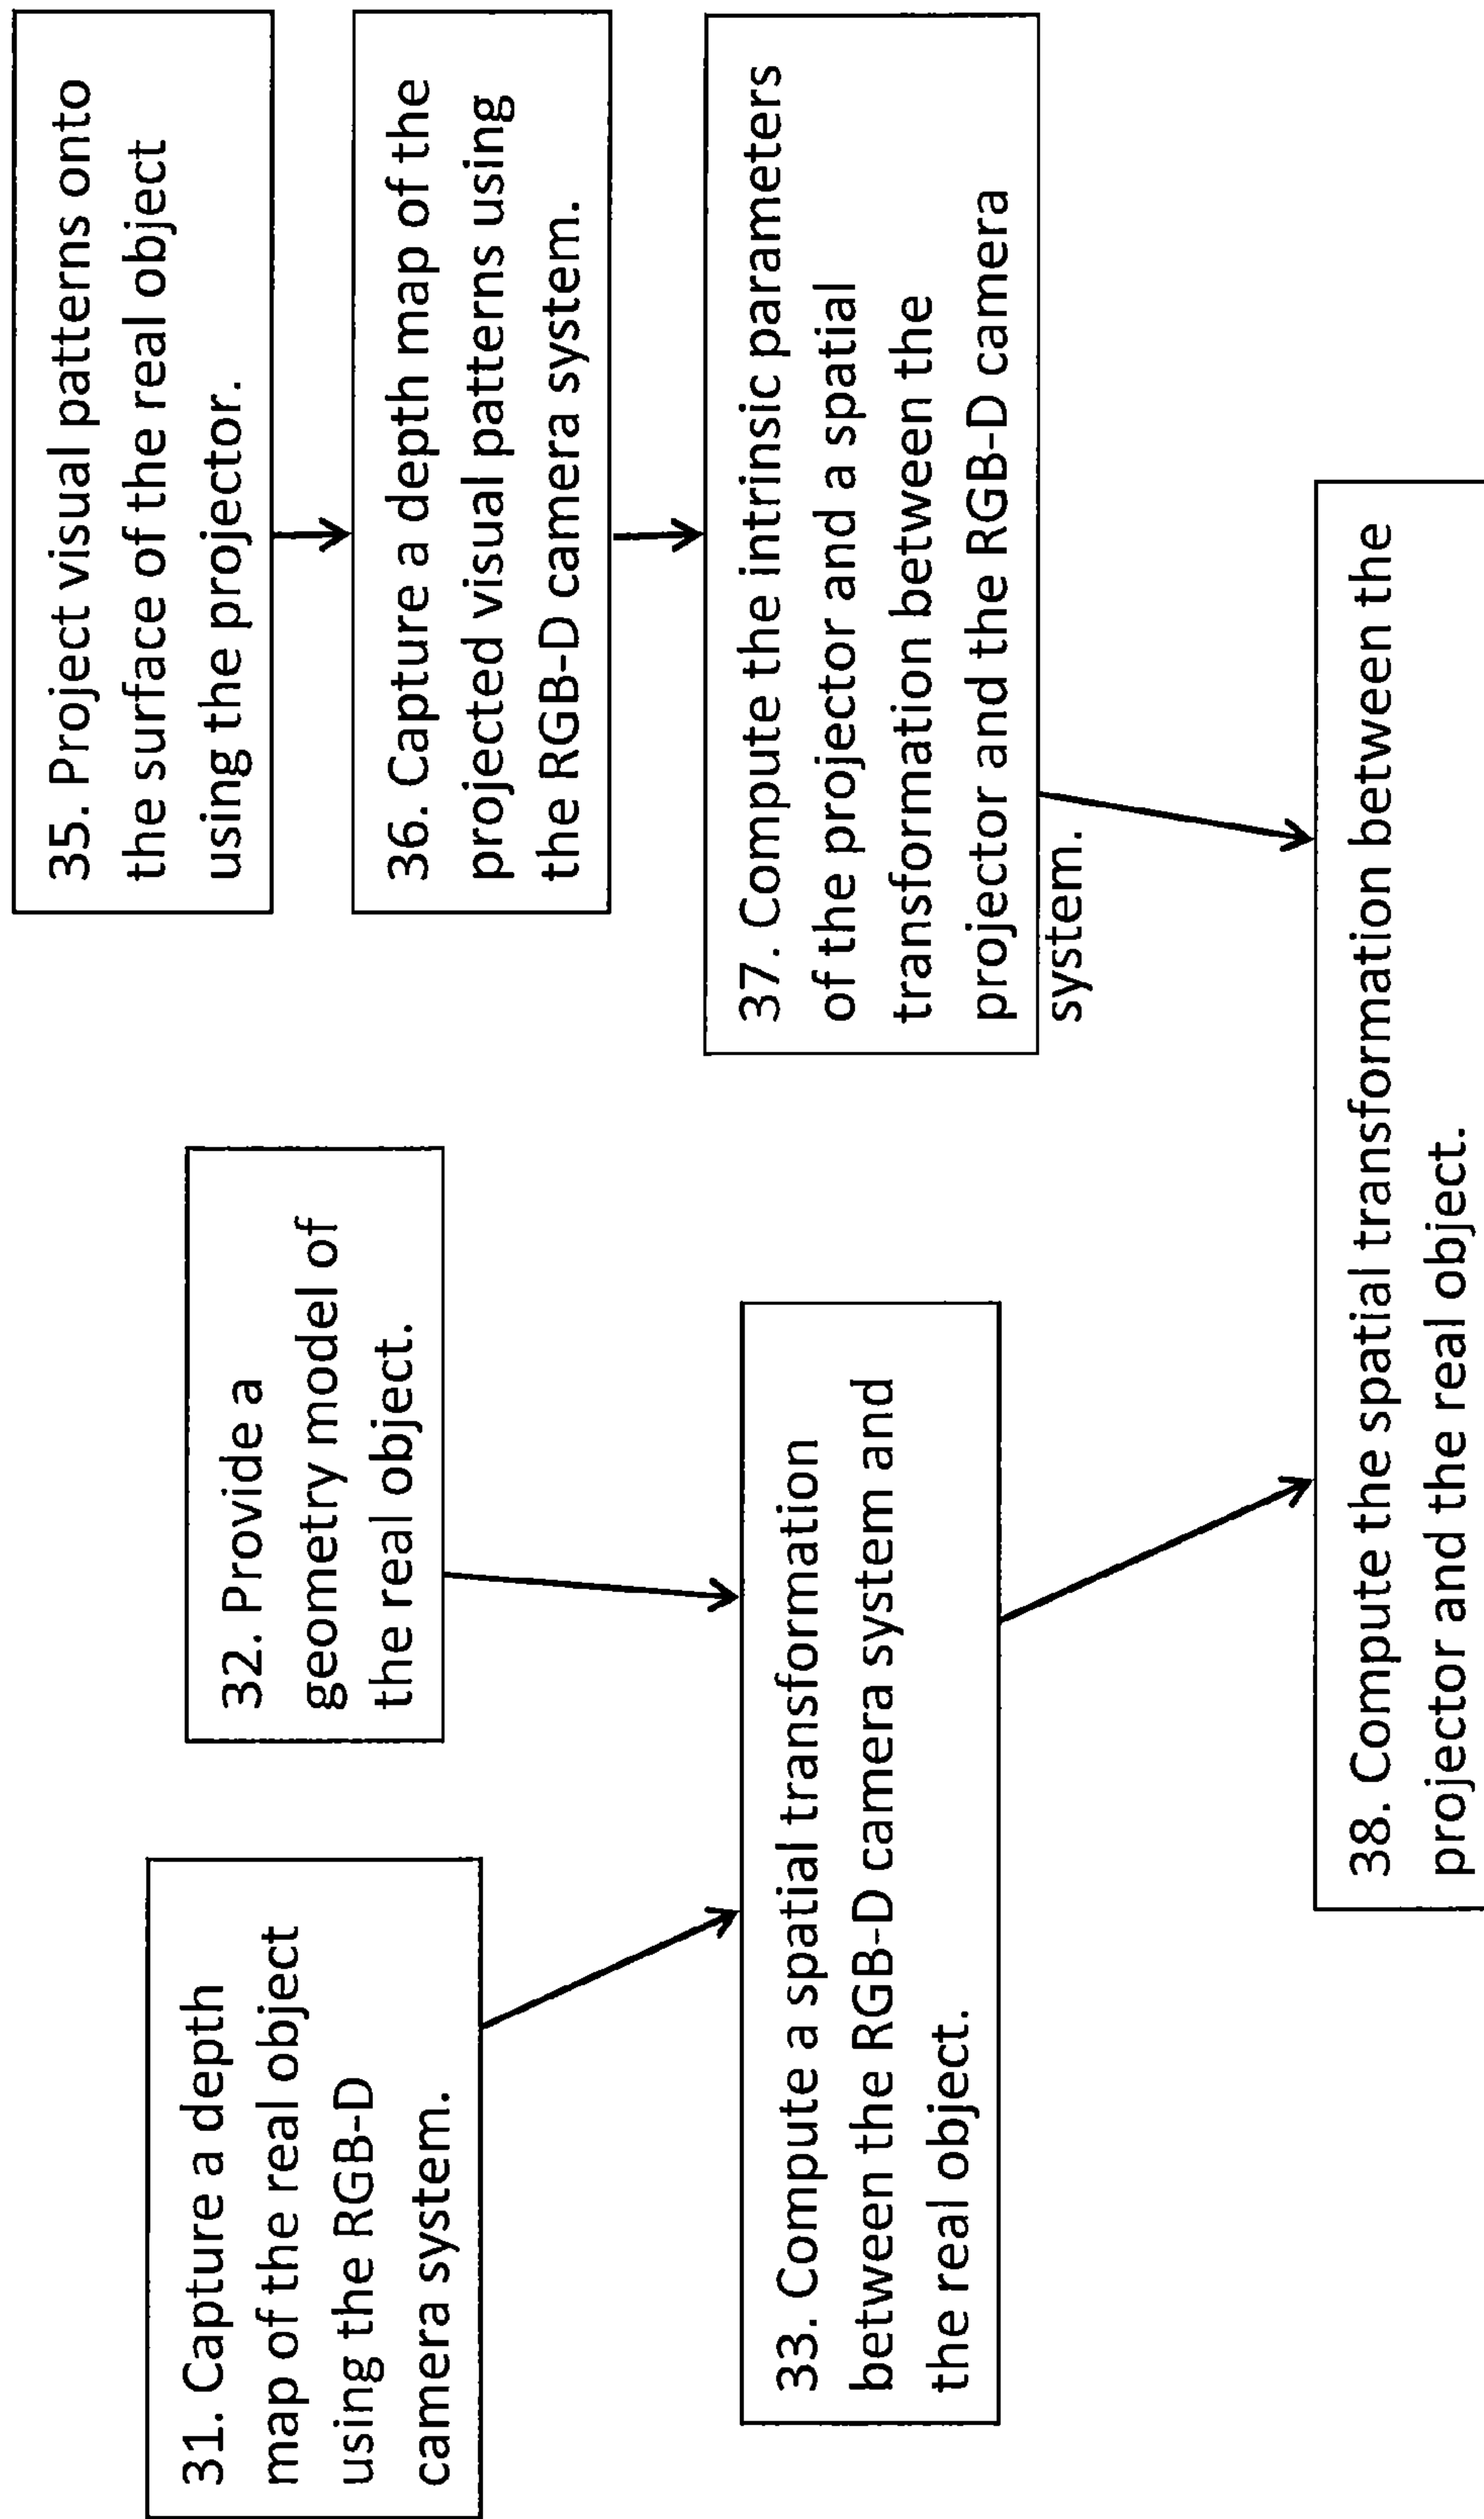 31. Capture a depth
map of the real object
using the RGB-D
camera system.
32. Provide a
geometry model of
the real object.
33. Compute a spatial transformation
between the RGB-D camera system and
the real object.
35. Project visual patterns onto
the surface of the real object
using the projector.
36. Capture a depth map of the
projected visual patterns using
the RGB-D camera system.
37. Compute the intrinsic parameters
of the projector and a spatial
transformation between the
projector and the RGB-D camera
system.
38. Compute the spatial transformation between the
projector and the real object.